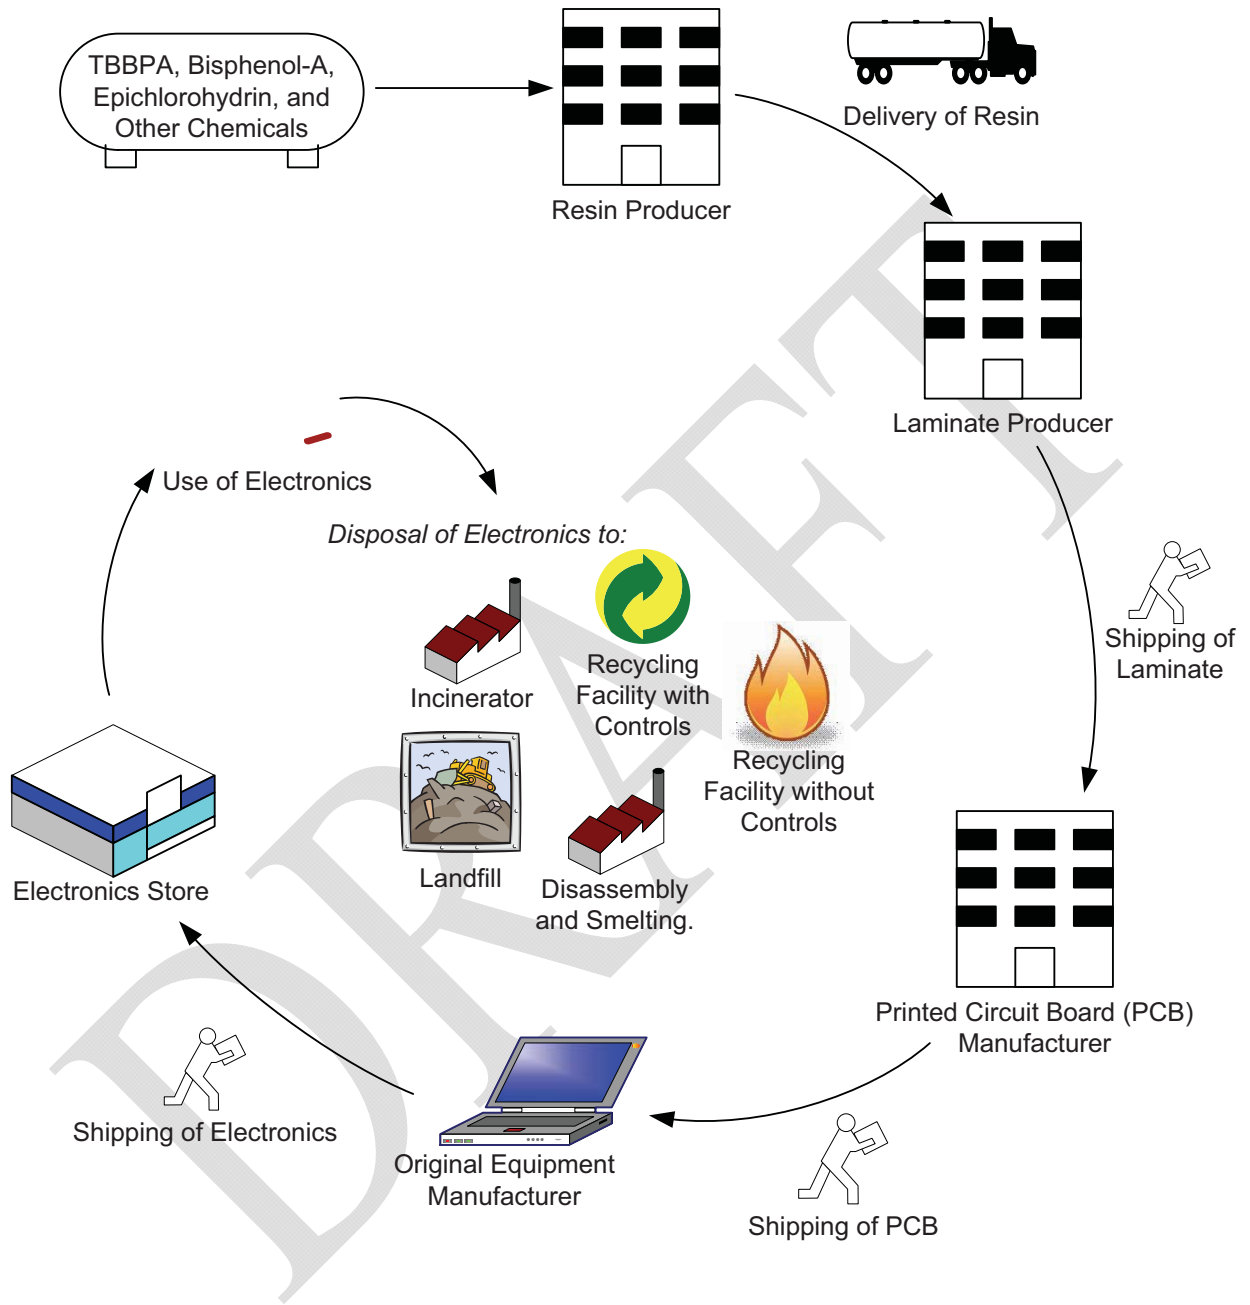 TBBPA, Bisphenol-A,
Epichlorohydrin, and
Other Chemicals
Resin Producer
Delivery of Resin
Laminate Producer
Shipping of
Laminate
Printed Circuit Board (PCB)
Manufacturer
Shipping of PCB
Original Equipment
Manufacturer
Shipping of Electronics
Electronics Store
Use of Electronics
Disposal of Electronics to:
Incinerator
Recycling
Facility with
Controls
Recycling
Facility without
Controls
Landfill
Disassembly
and Smelting.
DRAFT